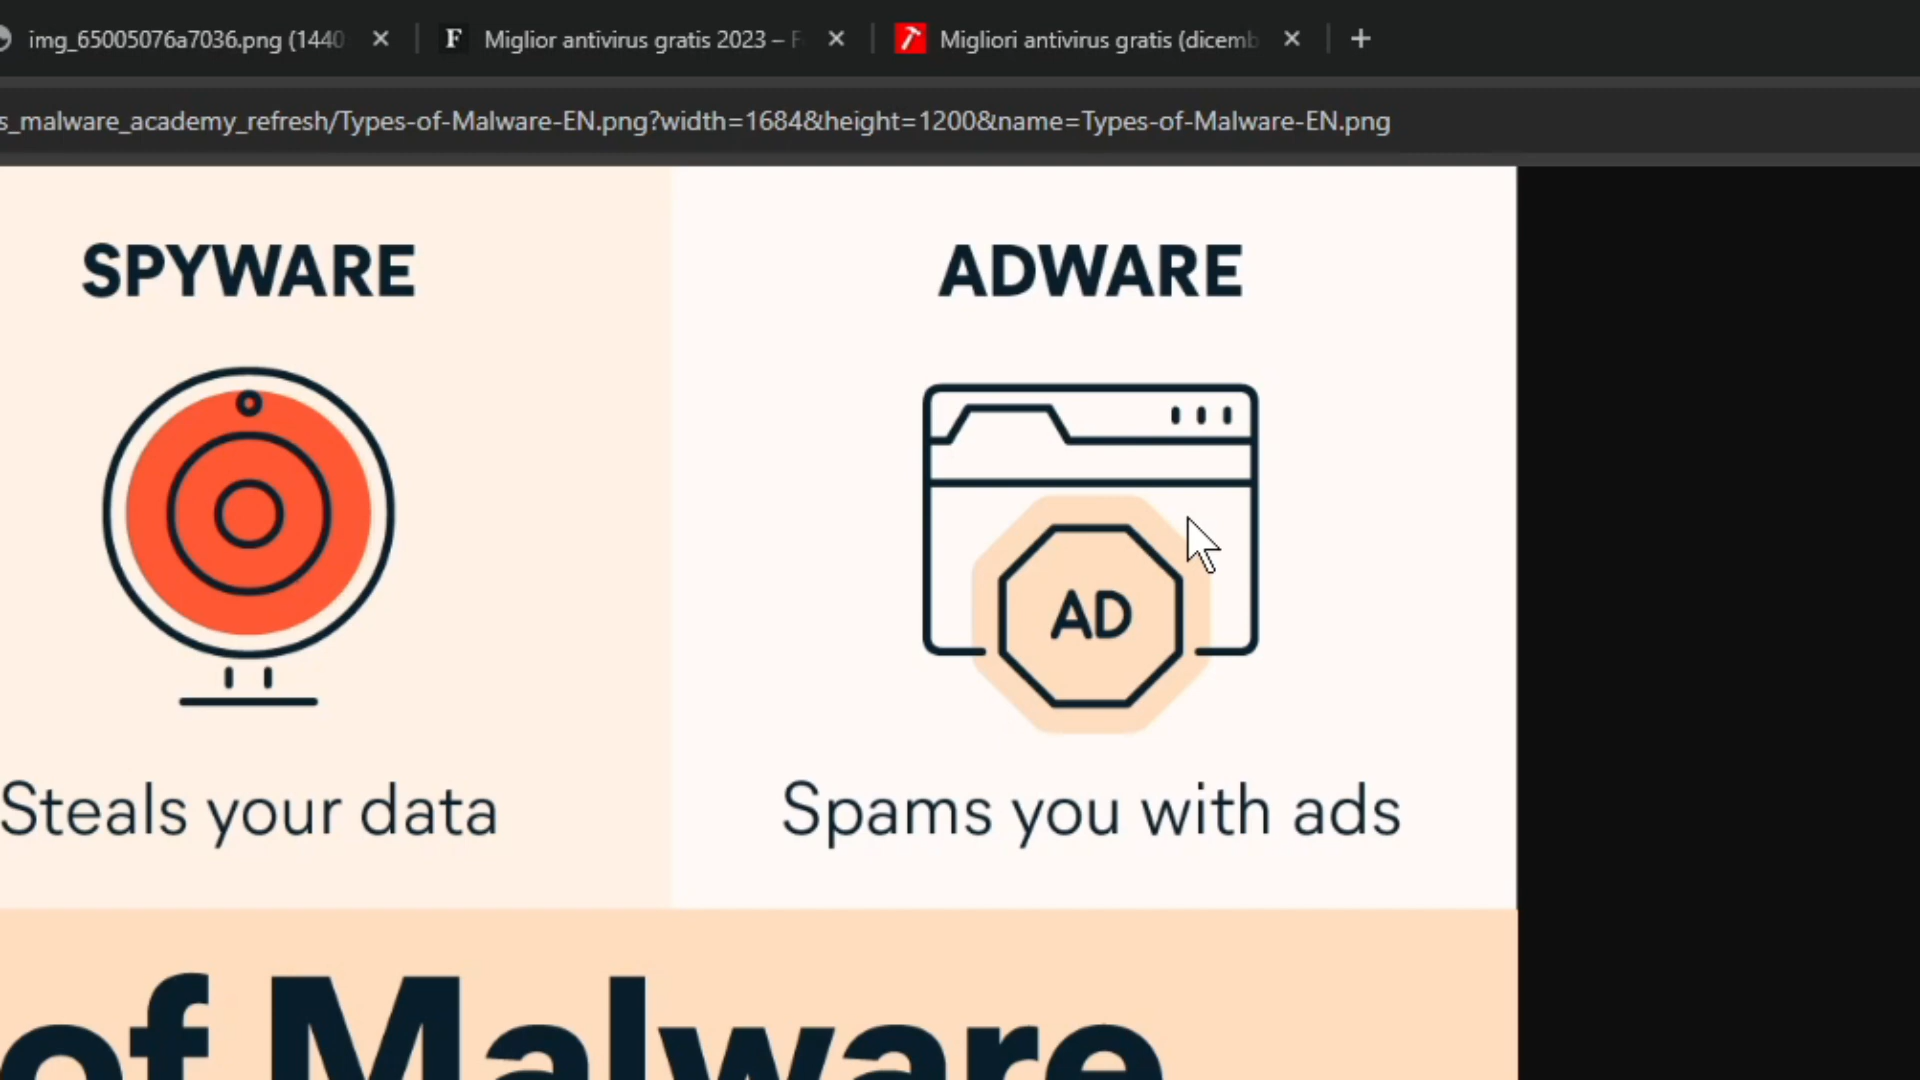 img_65005076a7036.png (1440
F Miglior antivirus gratis 2023 – F
Migliori antivirus gratis (dicemb
s_malware_academy_refresh/Types-of-Malware-EN.png?width=1684&height=1200&name=Types-of-Malware-EN.png
SPYWARE
ADWARE
AD
Steals your data
Spams you with ads
of Malware